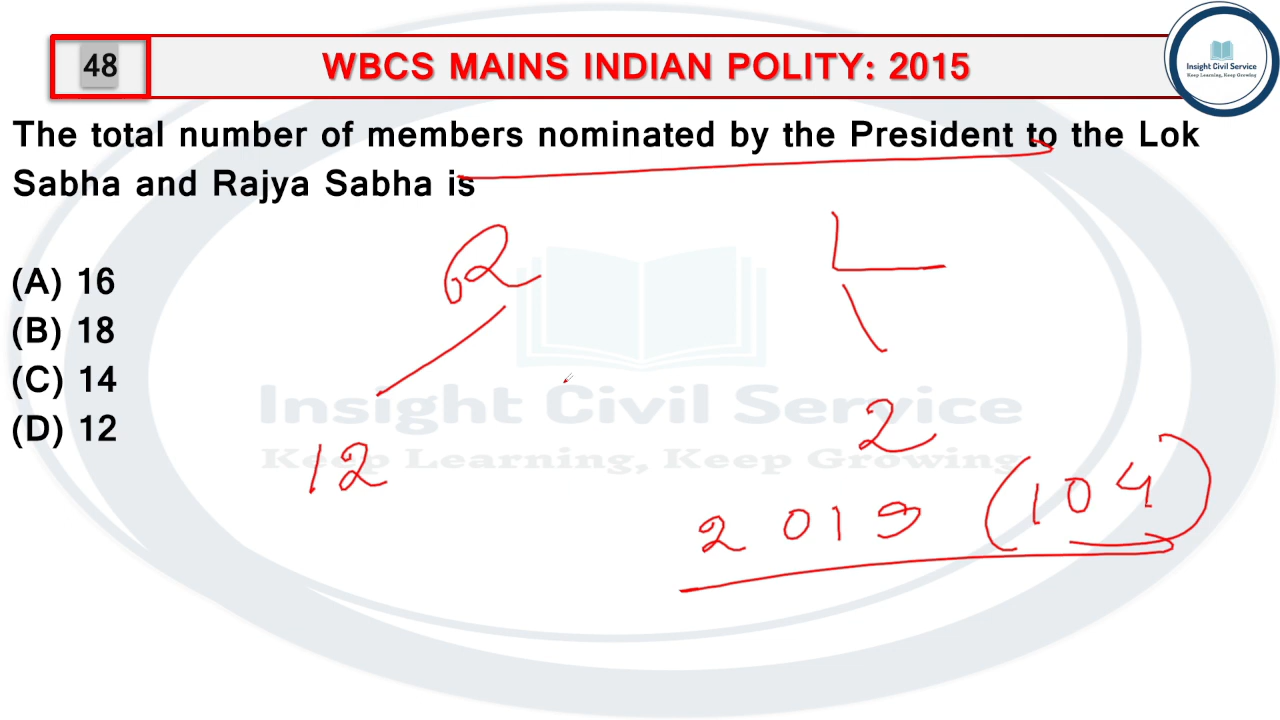 48
WBCS MAINS INDIAN POLITY: 2015
Insight Civil Service
Keep Learning, Keep Growing
The total number of members nominated by the President to the Lok
Sabha and Rajya Sabha is
(A) 16
(B) 18
(C) 14
(D) 12
R
L
12
2
2019 (104)
Insight Civil Service
Keep Learning, Keep Growing